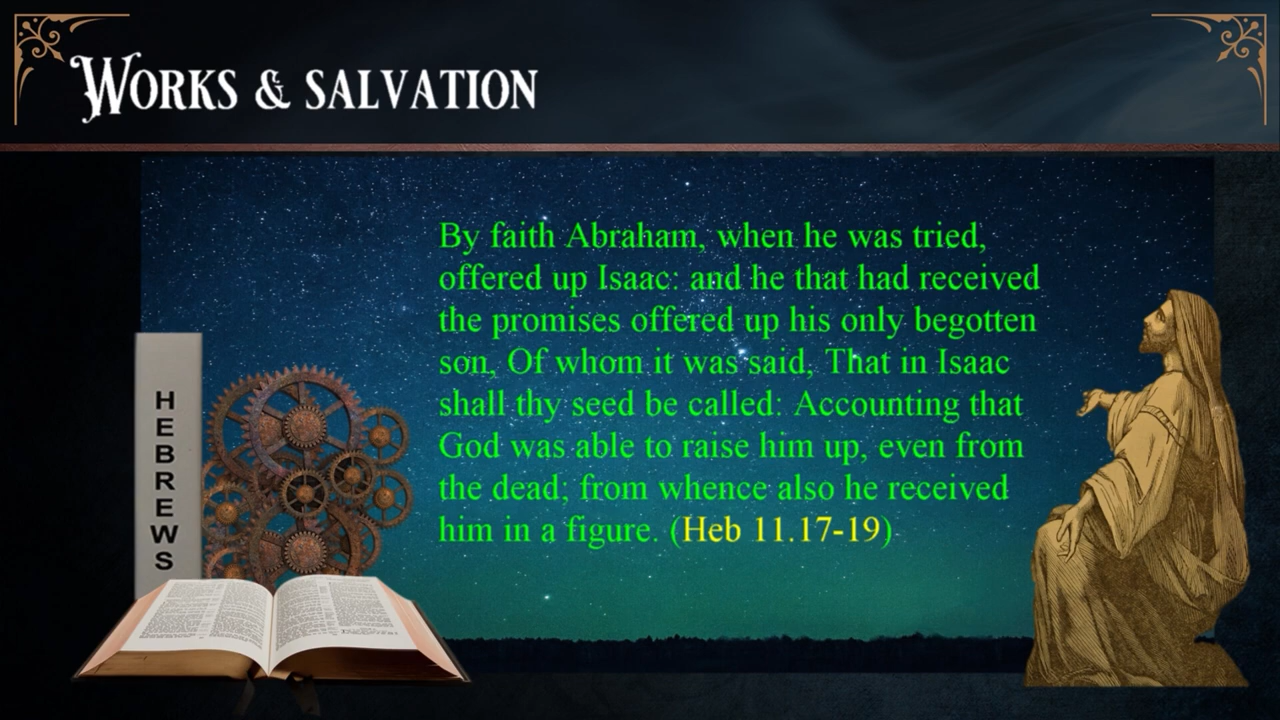 WORKS & SALVATION
By faith Abraham, when he was tried,
offered up Isaac: and he that had received
the promises offered up his only begotten
son, Of whom it was said, That in Isaac
shall thy seed be called: Accounting that
God was able to raise him up, even from
the dead; from whence also he received
him in a figure. (Heb 11.17-19)
HEBREWS